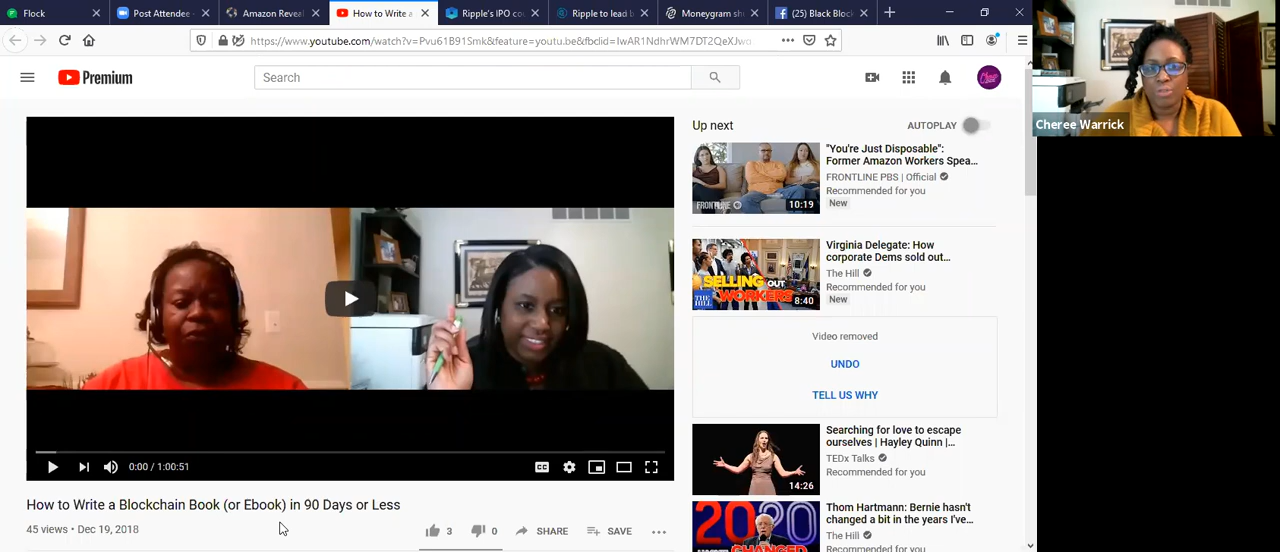 Flock
Post Attendee -
Amazon Reveal
How to Write a
Ripple's IPO co
Ripple to lead b
Moneygram sh
(25) Black Block
https://www.youtube.com/watch?v=Pvu61B91Smk&feature=youtu.be&fbclid=IwAR1NdhrWM7DT2QeXJwo
Premium
Search
Cheree Warrick
Up next
AUTOPLAY
"You're Just Disposable":
Former Amazon Workers Spea...
FRONTLINE PBS | Official
Recommended for you
New
FRONTLINE
10:19
Virginia Delegate: How
corporate Dems sold out...
The Hill
Recommended for you
New
SELLING OUT
WORKERS
THE HILL
8:40
Video removed
UNDO
TELL US WHY
Searching for love to escape
ourselves | Hayley Quinn |...
TEDx Talks
Recommended for you
14:26
Thom Hartmann: Bernie hasn't
changed a bit in the years I've...
The Hill
Recommended for you
2020
0:00 / 1:00:51
CC
How to Write a Blockchain Book (or Ebook) in 90 Days or Less
45 views • Dec 19, 2018
3
0
SHARE
SAVE